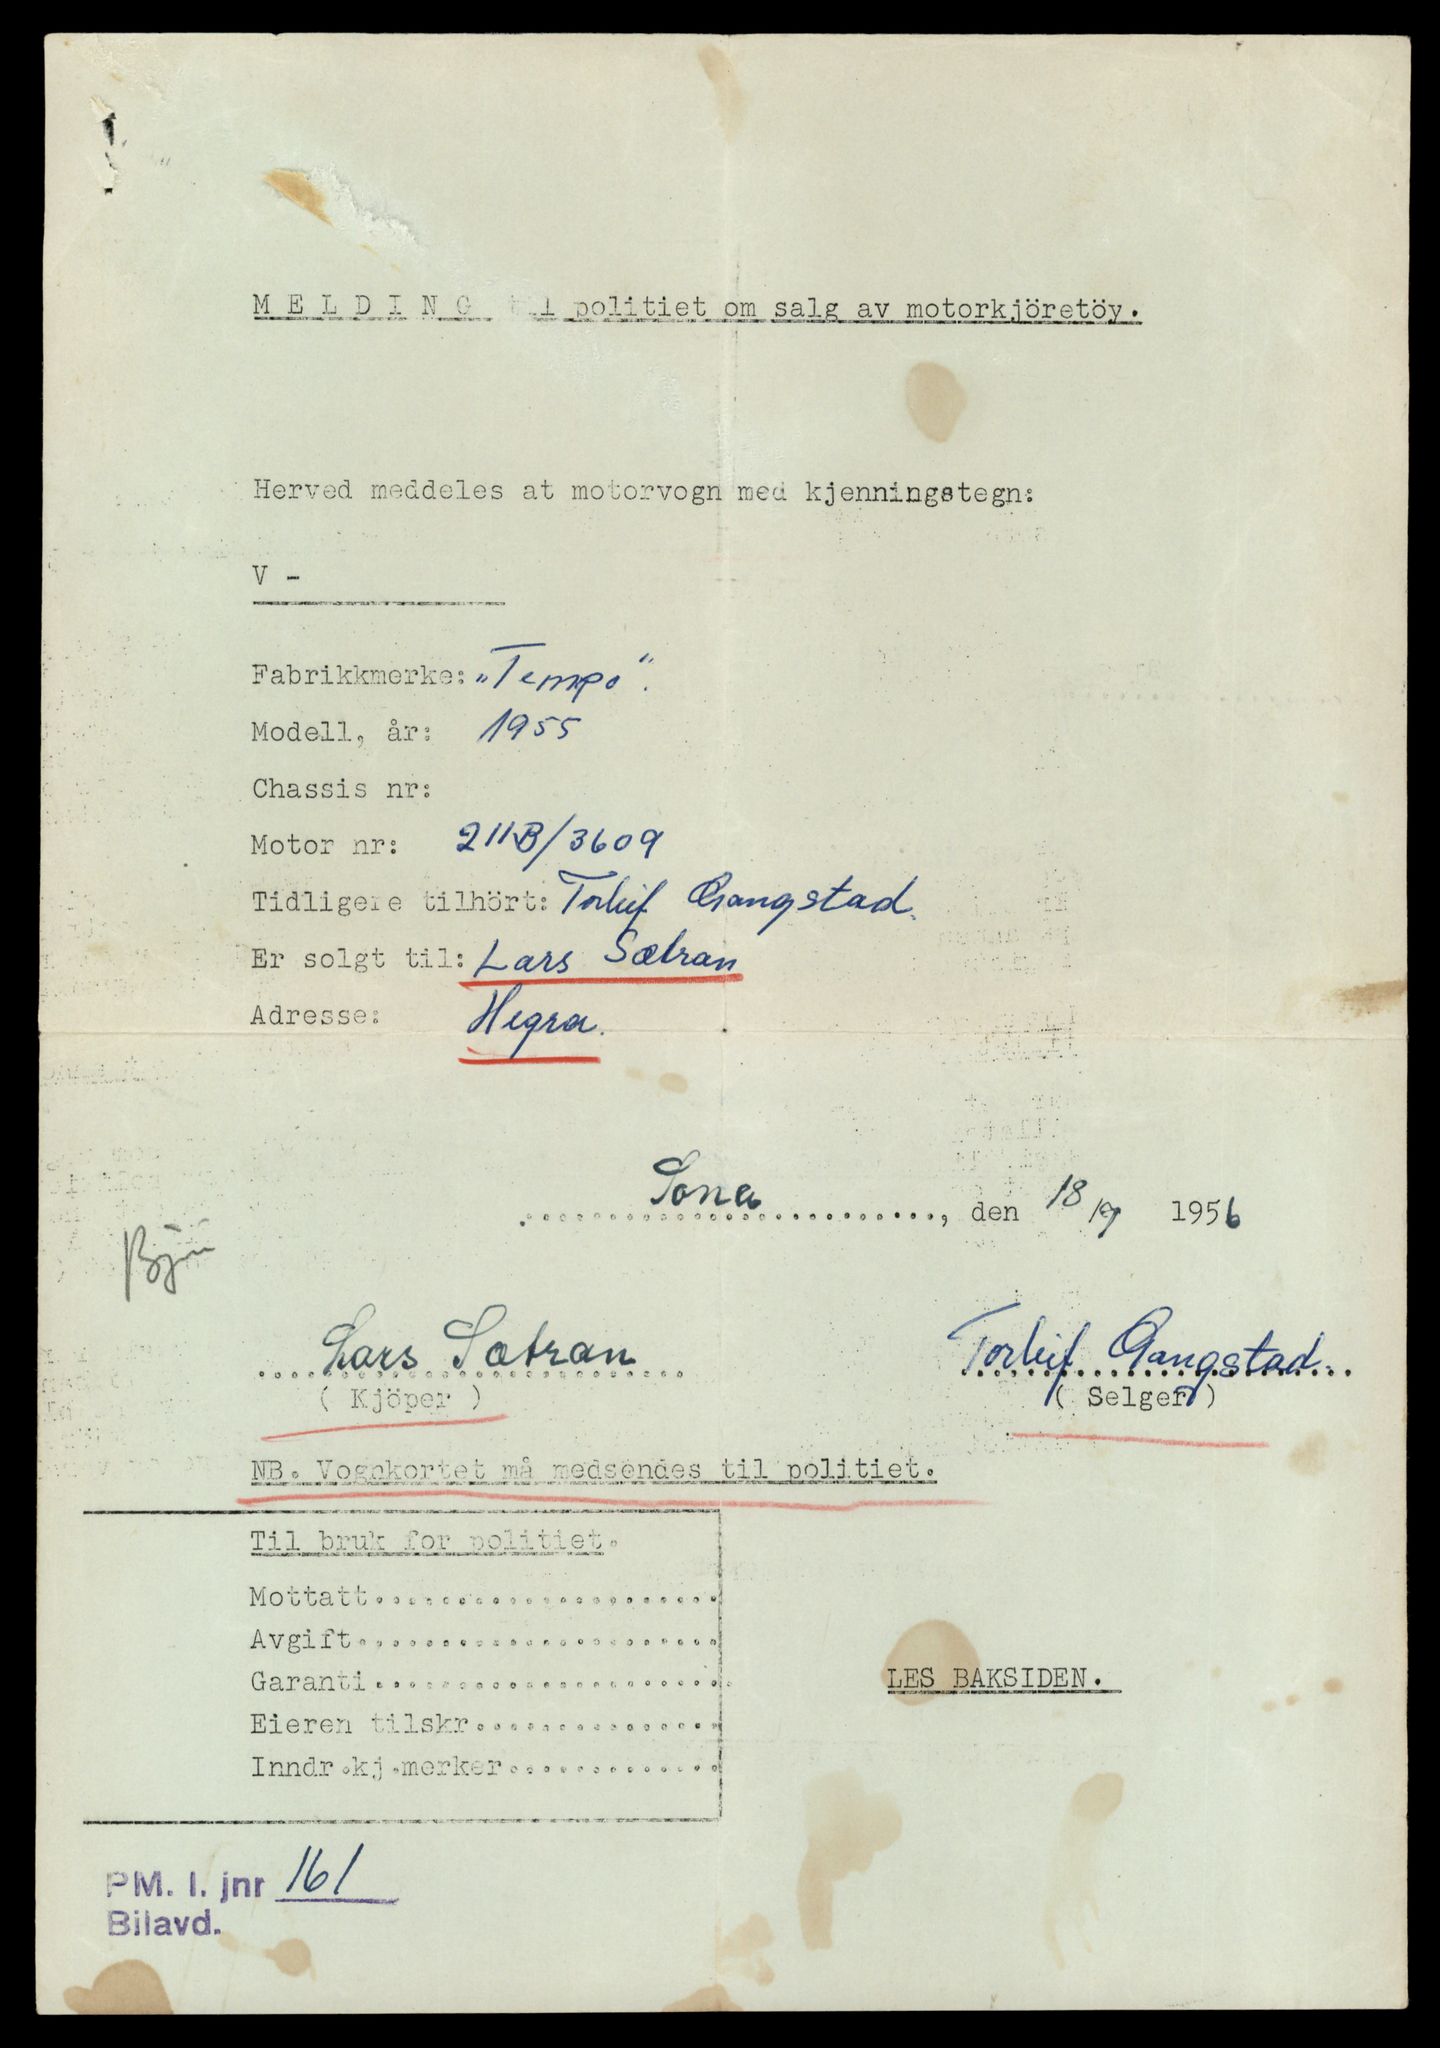 MELDING til politiet om salg av motorkjöretöy.
Herved meddeles at motorvogn med kjenningstegn:
V -
Fabrikkmerke: „Tempo".
Modell, år: 1955
Chassis nr:
Motor nr: 211B/3609
Tidligere tilhört: Torleif Gangstad.
Er solgt til: Lars Sætran
Adresse: Hegra.
Sona, den 18/9 1956
Lars Sætran Torleif Gangstad.
( Kjöper ) ( Selger )
NB. Vognkortet må medsendes til politiet.
Til bruk for politiet.
Mottatt
Avgift
Garanti
LES BAKSIDEN.
Eieren tilskr
Inndr.kj.merker
PM. I. jnr 161
Bilavd.